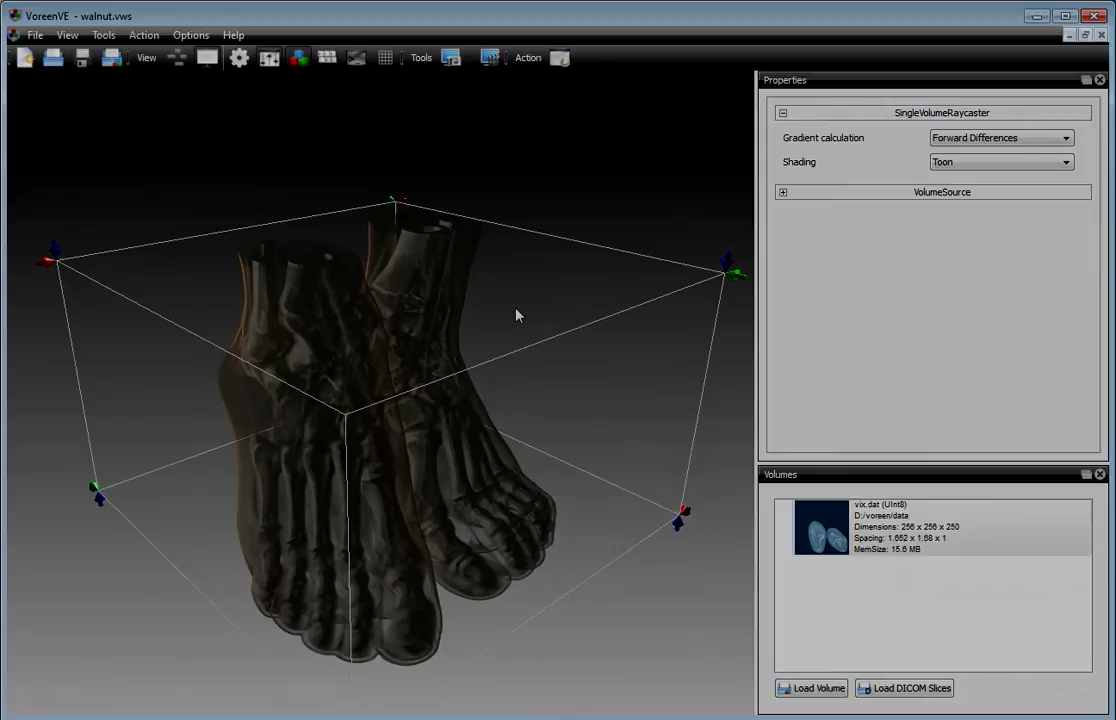 VoreenVE - walnut.vws
File View Tools Action Options Help
View Tools Action
Properties
SingleVolumeRaycaster
Gradient calculation Forward Differences
Shading Toon
VolumeSource
Volumes
vix.dat (UInt8)
D:/voreen/data
Dimensions: 256 x 256 x 250
Spacing: 1.652 x 1.68 x 1
MemSize: 15.6 MB
Load Volume Load DICOM Slices